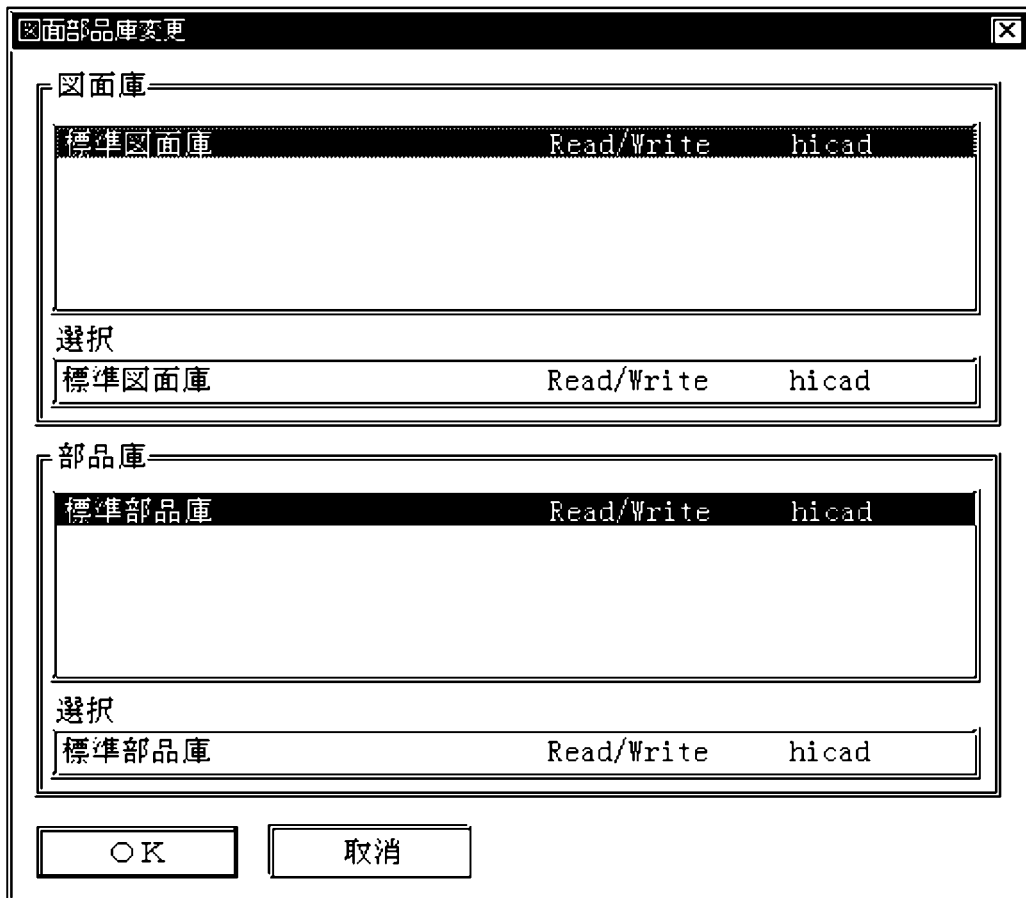 図面部品庫変更
図面庫
標準図面庫 Read/Write hicad
選択
標準図面庫 Read/Write hicad
部品庫
標準部品庫 Read/Write hicad
選択
標準部品庫 Read/Write hicad
ＯＫ 取消